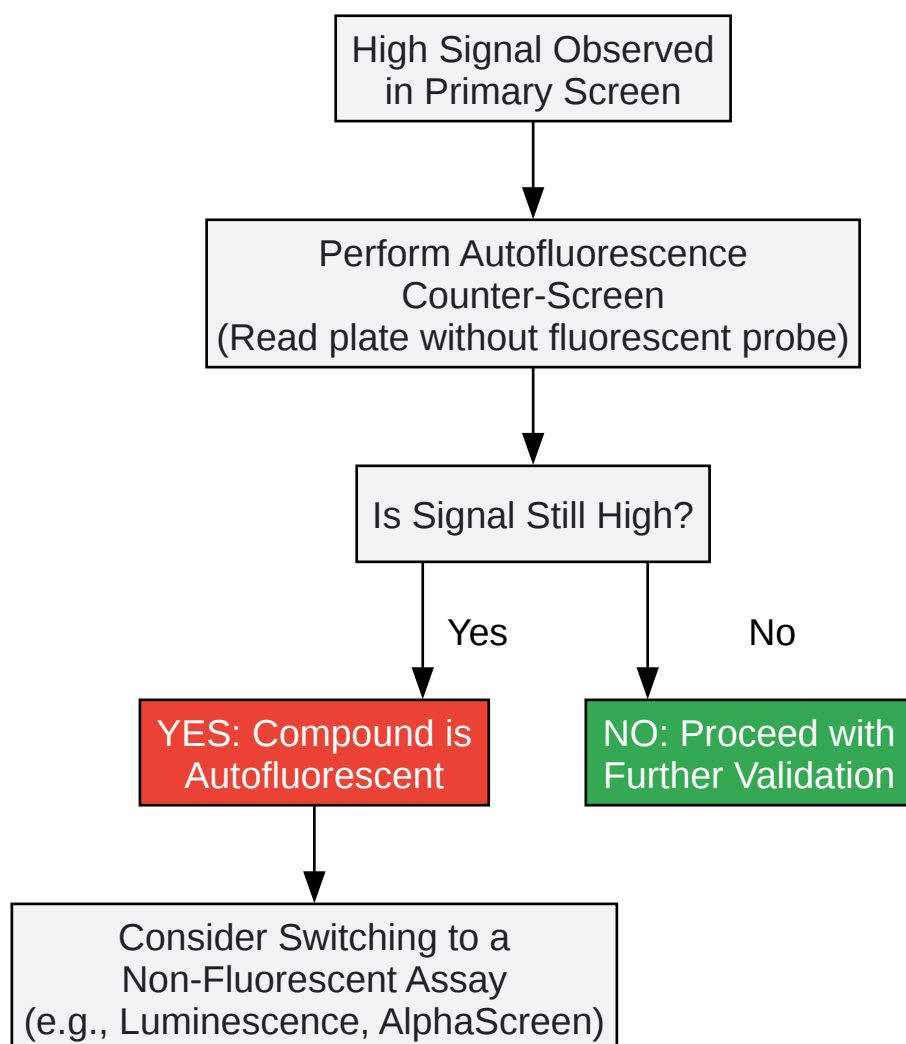 High Signal Observed
in Primary Screen
Perform Autofluorescence
Counter-Screen
(Read plate without fluorescent probe)
Is Signal Still High?
Yes
No
YES: Compound is
Autofluorescent
NO: Proceed with
Further Validation
Consider Switching to a
Non-Fluorescent Assay
(e.g., Luminescence, AlphaScreen)